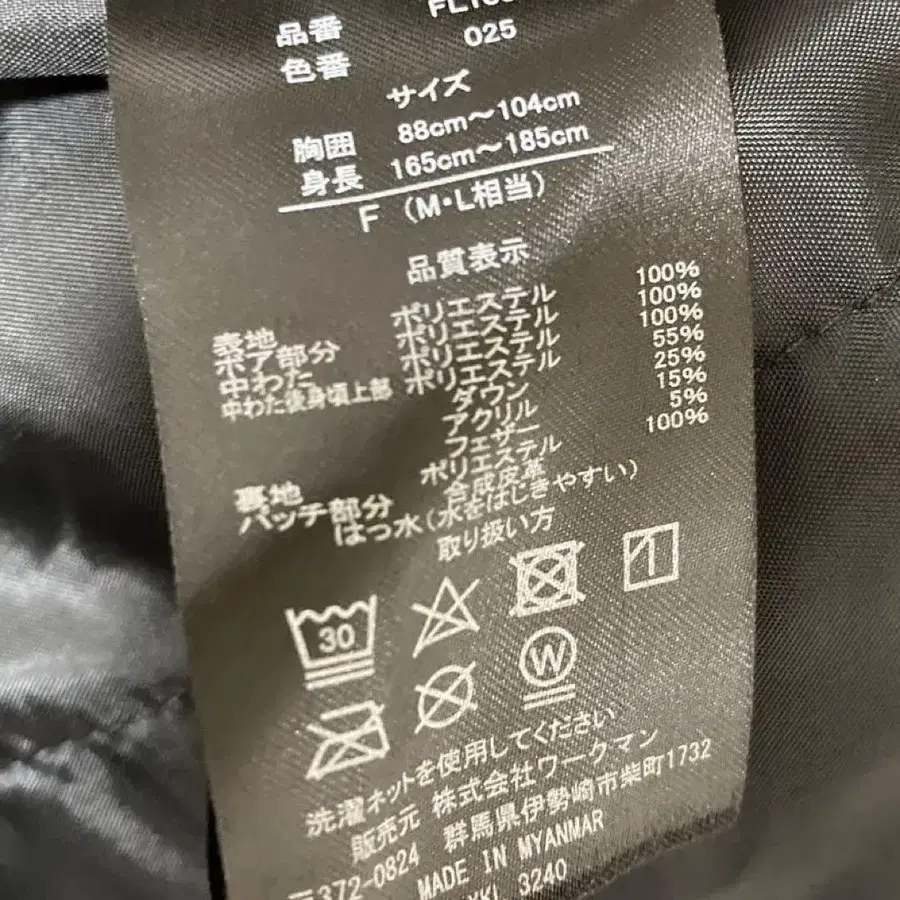 品番 FL
色番 025
サイズ
胸囲 88cm～104cm
身長 165cm～185cm
F (M・L相当)
品質表示
表地 ポリエステル 100%
ボア部分 ポリエステル 100%
中わた ポリエステル 100%
中わた後身頃上部 ポリエステル 55%
ダウン 25%
アクリル 15%
フェザー 5%
裏地 ポリエステル 100%
パッチ部分 合成皮革
はっ水(水をはじきやすい)
取り扱い方
30
W
洗濯ネットを使用してください
販売元 株式会社ワークマン
〒372-0824 群馬県伊勢崎市柴町1732
MADE IN MYANMAR
3240